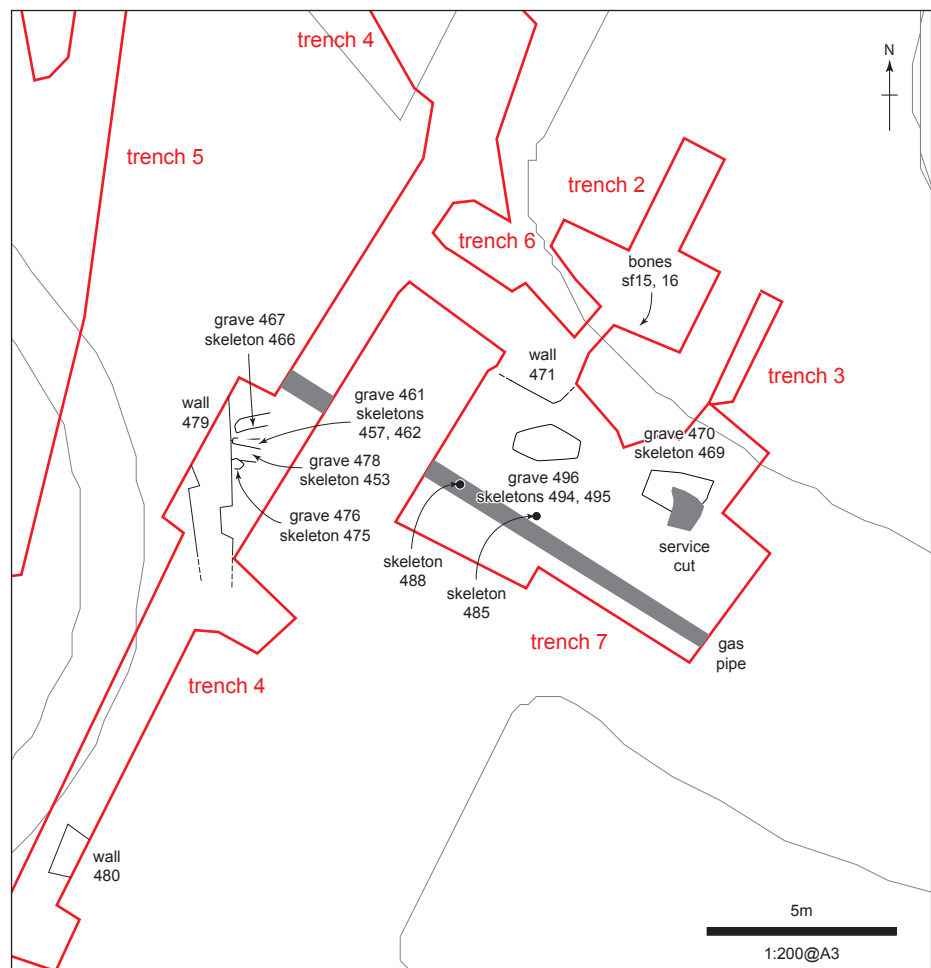 trench 4
N
trench 5
trench 2
trench 6
bones
sf15, 16
grave 467
skeleton 466
wall
471
trench 3
wall
479
grave 461
skeletons
457, 462
grave 470
skeleton 469
grave 478
skeleton 453
grave 496
skeletons 494, 495
grave 476
skeleton 475
service
cut
skeleton
488
skeleton
485
trench 7
gas
pipe
trench 4
wall
480
5m
1:200@A3